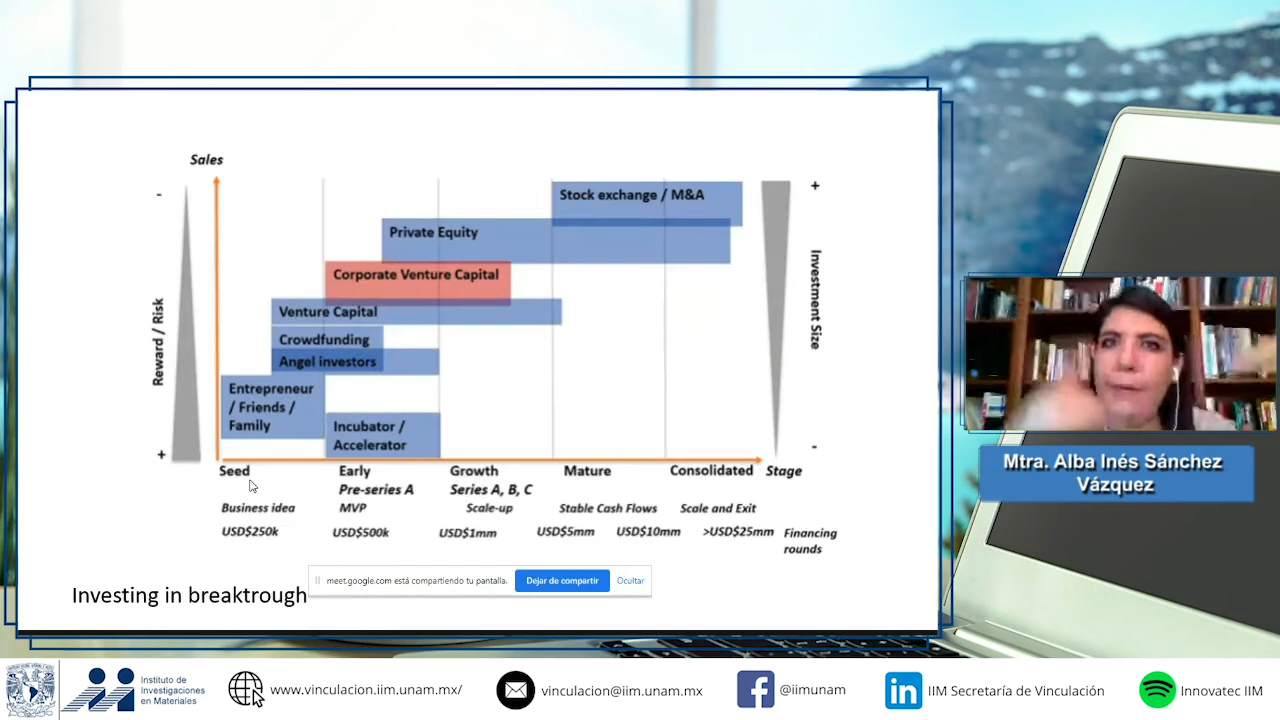 Sales
-
+
Reward / Risk
Stock exchange / M&A
Private Equity
Corporate Venture Capital
Venture Capital
Crowdfunding
Angel investors
Entrepreneur
/ Friends /
Family
Incubator /
Accelerator
+
Investment Size
-
Seed
Early
Growth
Mature
Consolidated
Stage
Pre-series A
Series A, B, C
Business idea
MVP
Scale-up
Stable Cash Flows
Scale and Exit
USD$250k
USD$500k
USD$1mm
USD$5mm
USD$10mm
>USD$25mm
Financing
rounds
meet.google.com está compartiendo tu pantalla.
Dejar de compartir
Ocultar
Investing in breaktrough
Mtra. Alba Inés Sánchez
Vázquez
Instituto de
Investigaciones
en Materiales
www.vinculacion.iim.unam.mx/
vinculacion@iim.unam.mx
@iimunam
IIM Secretaría de Vinculación
Innovatec IIM